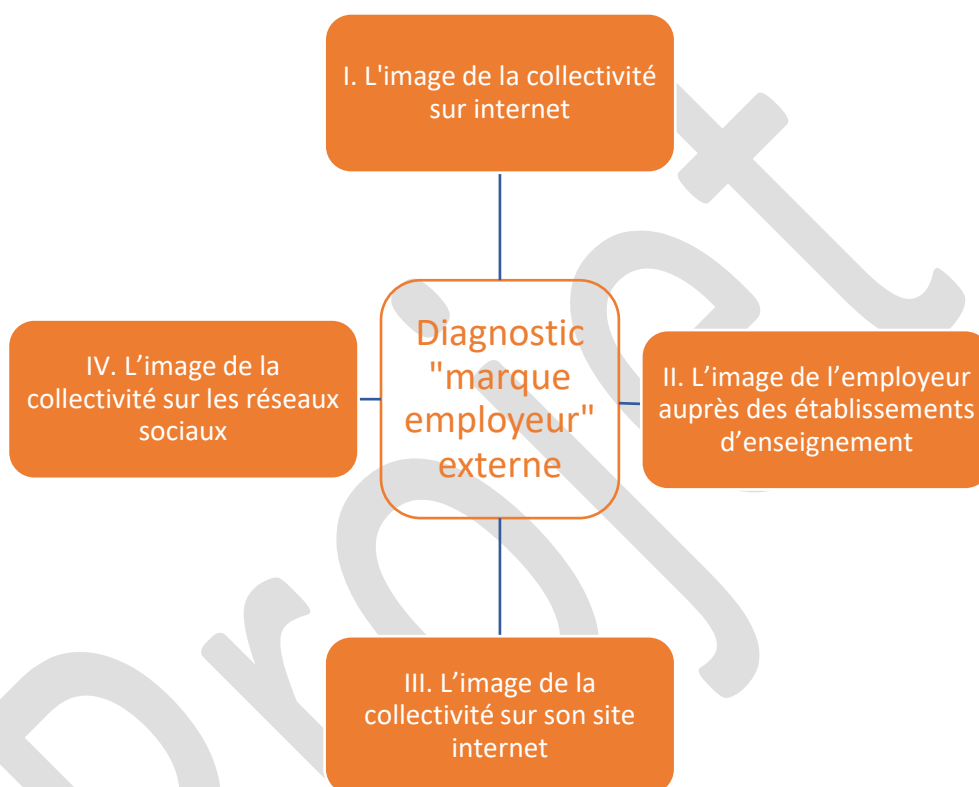 I. L'image de la collectivité
sur internet
Diagnostic
"marque
employeur"
externe
II. L’image de l’employeur
auprès des établissements
d’enseignement
III. L’image de la
collectivité sur son site
internet
IV. L’image de la
collectivité sur les réseaux
sociaux
Projet